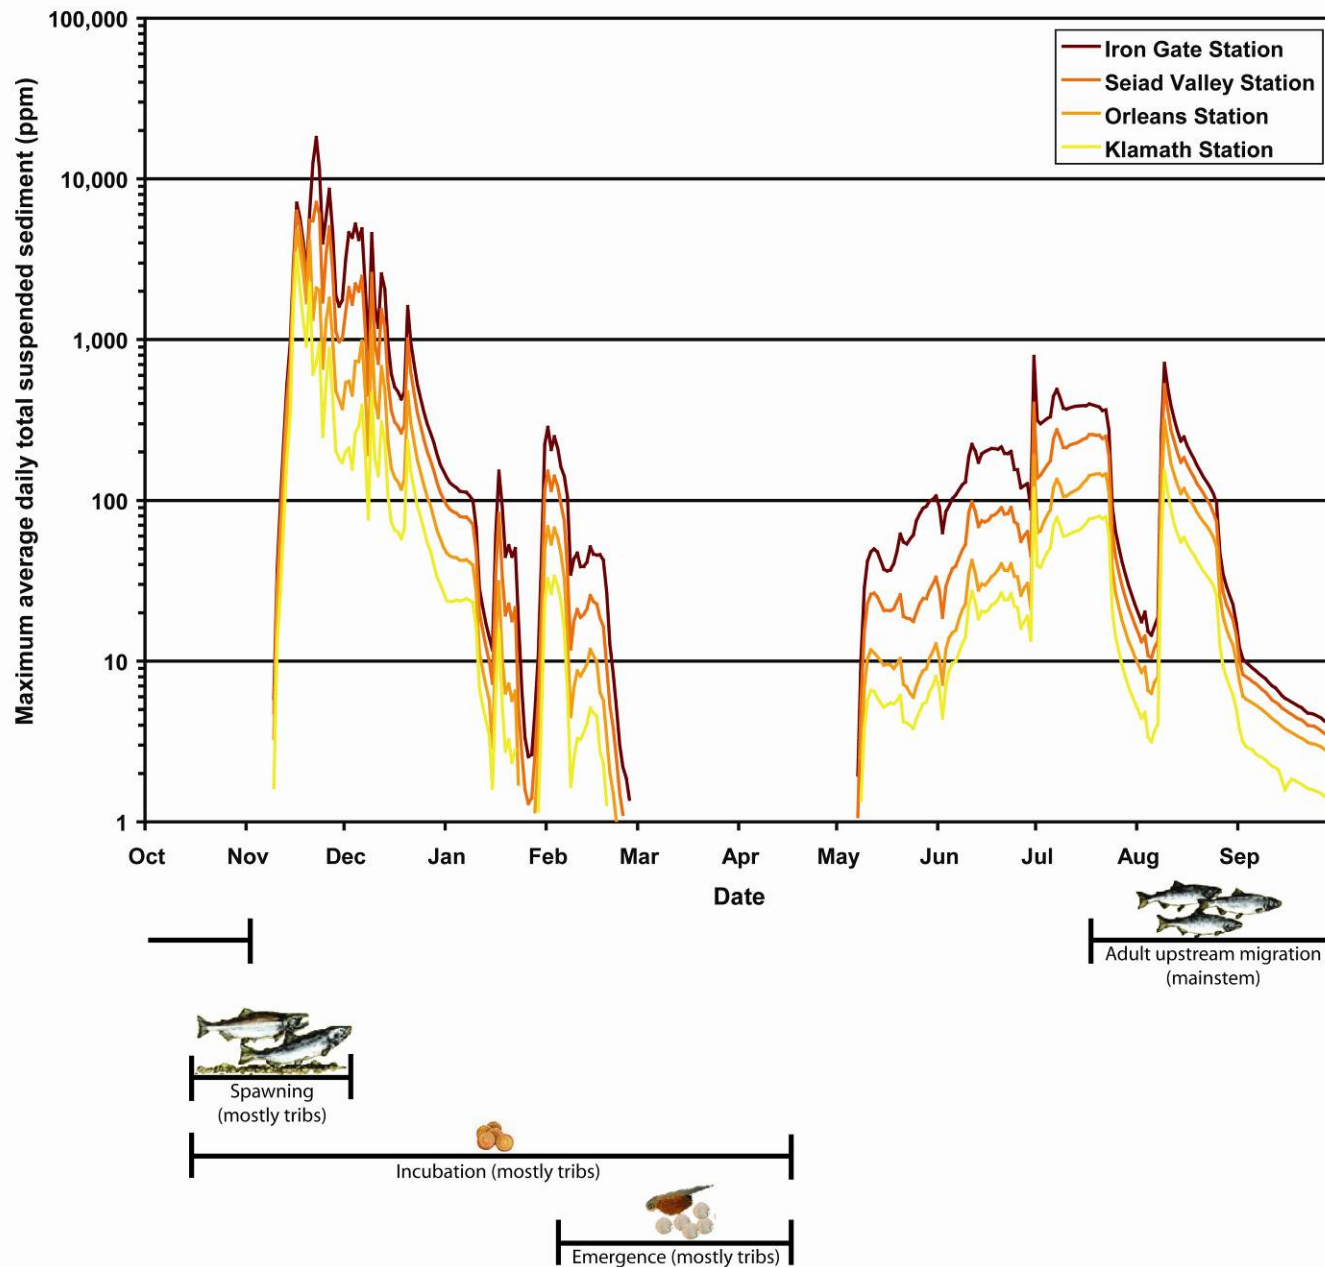 100,000
10,000
1,000
100
10
1
Maximum average daily total suspended sediment (ppm)
Iron Gate Station
Seiad Valley Station
Orleans Station
Klamath Station
Oct Nov Dec Jan Feb Mar Apr May Jun Jul Aug Sep
Date
Adult upstream migration
(mainstem)
Spawning
(mostly tribs)
Incubation (mostly tribs)
Emergence (mostly tribs)